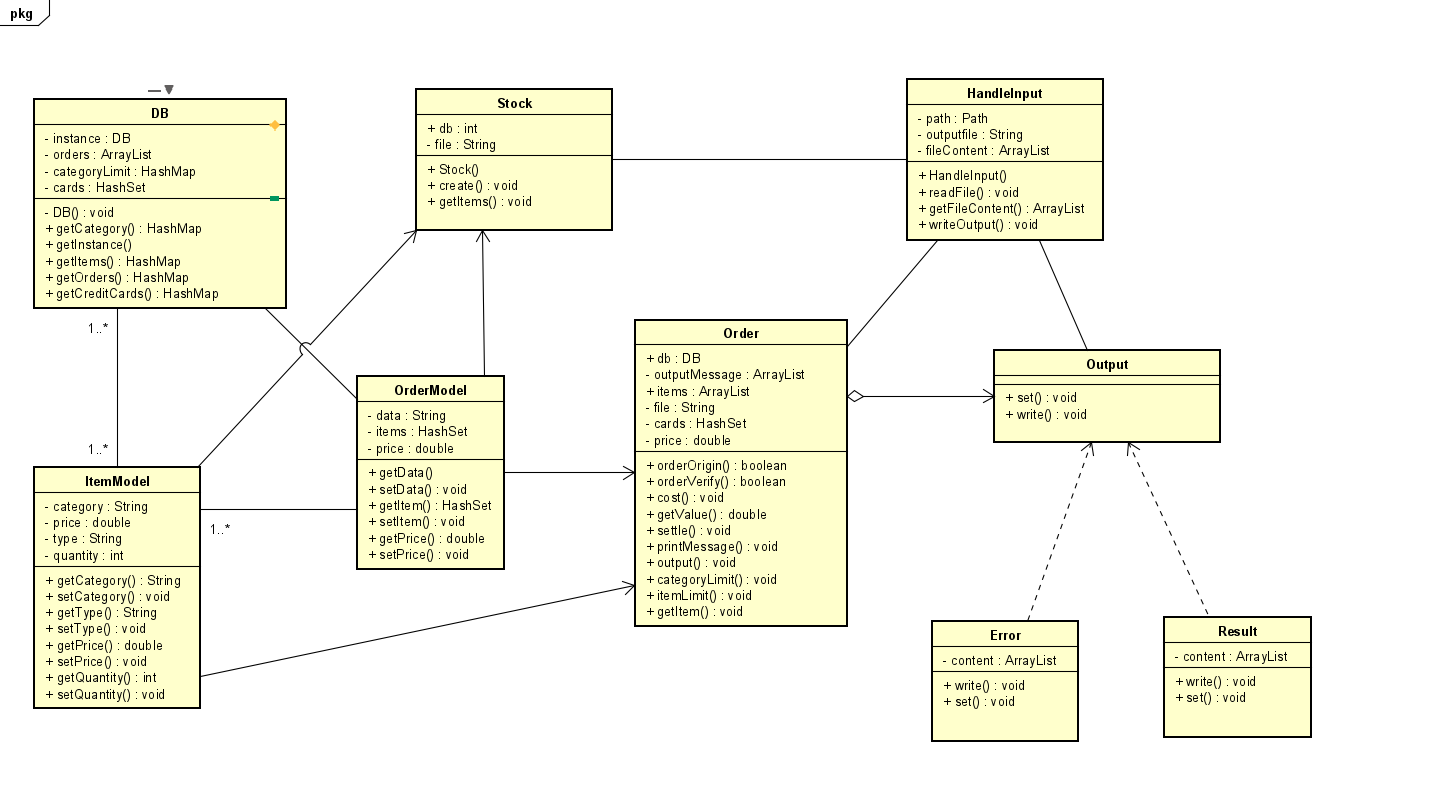 pkg
DB
- instance : DB
- orders : ArrayList
- categoryLimit : HashMap
- cards : HashSet
- DB() : void
+ getCategory() : HashMap
+ getInstance()
+ getItems() : HashMap
+ getOrders() : HashMap
+ getCreditCards() : HashMap
Stock
+ db : int
- file : String
+ Stock()
+ create() : void
+ getItems() : void
HandleInput
- path : Path
- outputfile : String
- fileContent : ArrayList
+ HandleInput()
+ readFile() : void
+ getFileContent() : ArrayList
+ writeOutput() : void
1..*
1..*
1..*
OrderModel
- data : String
- items : HashSet
- price : double
+ getData()
+ setData() : void
+ getItem() : HashSet
+ setItem() : void
+ getPrice() : double
+ setPrice() : void
Order
+ db : DB
- outputMessage : ArrayList
+ items : ArrayList
- file : String
- cards : HashSet
- price : double
+ orderOrigin() : boolean
+ orderVerify() : boolean
+ cost() : void
+ getValue() : double
+ settle() : void
+ printMessage() : void
+ output() : void
+ categoryLimit() : void
+ itemLimit() : void
+ getItem() : void
Output
+ set() : void
+ write() : void
ItemModel
- category : String
- price : double
- type : String
- quantity : int
+ getCategory() : String
+ setCategory() : void
+ getType() : String
+ setType() : void
+ getPrice() : double
+ setPrice() : void
+ getQuantity() : int
+ setQuantity() : void
Error
- content : ArrayList
+ write() : void
+ set() : void
Result
- content : ArrayList
+ write() : void
+ set() : void